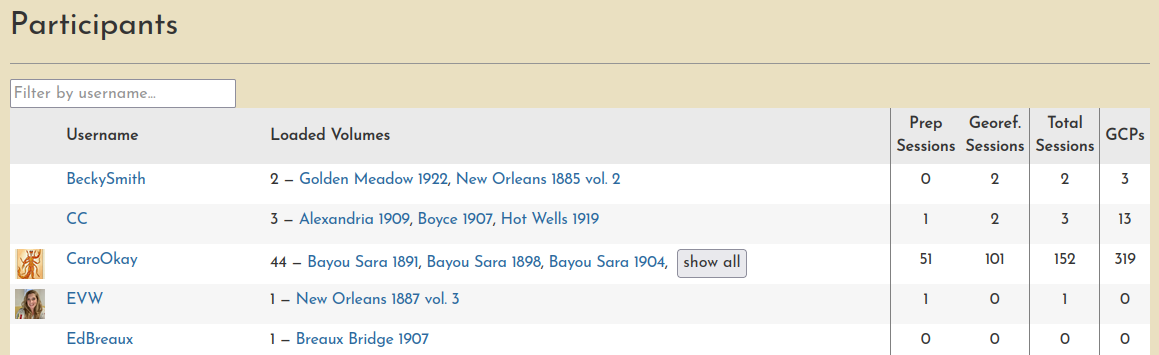 Participants
Filter by username...
Username Loaded Volumes Prep Sessions Georef. Sessions Total Sessions GCPs
BeckySmith 2 – Golden Meadow 1922, New Orleans 1885 vol. 2 0 2 2 3
CC 3 – Alexandria 1909, Boyce 1907, Hot Wells 1919 1 2 3 13
CaroOkay 44 – Bayou Sara 1891, Bayou Sara 1898, Bayou Sara 1904, show all 51 101 152 319
EVW 1 – New Orleans 1887 vol. 3 1 0 1 0
EdBreaux 1 – Breaux Bridge 1907 0 0 0 0